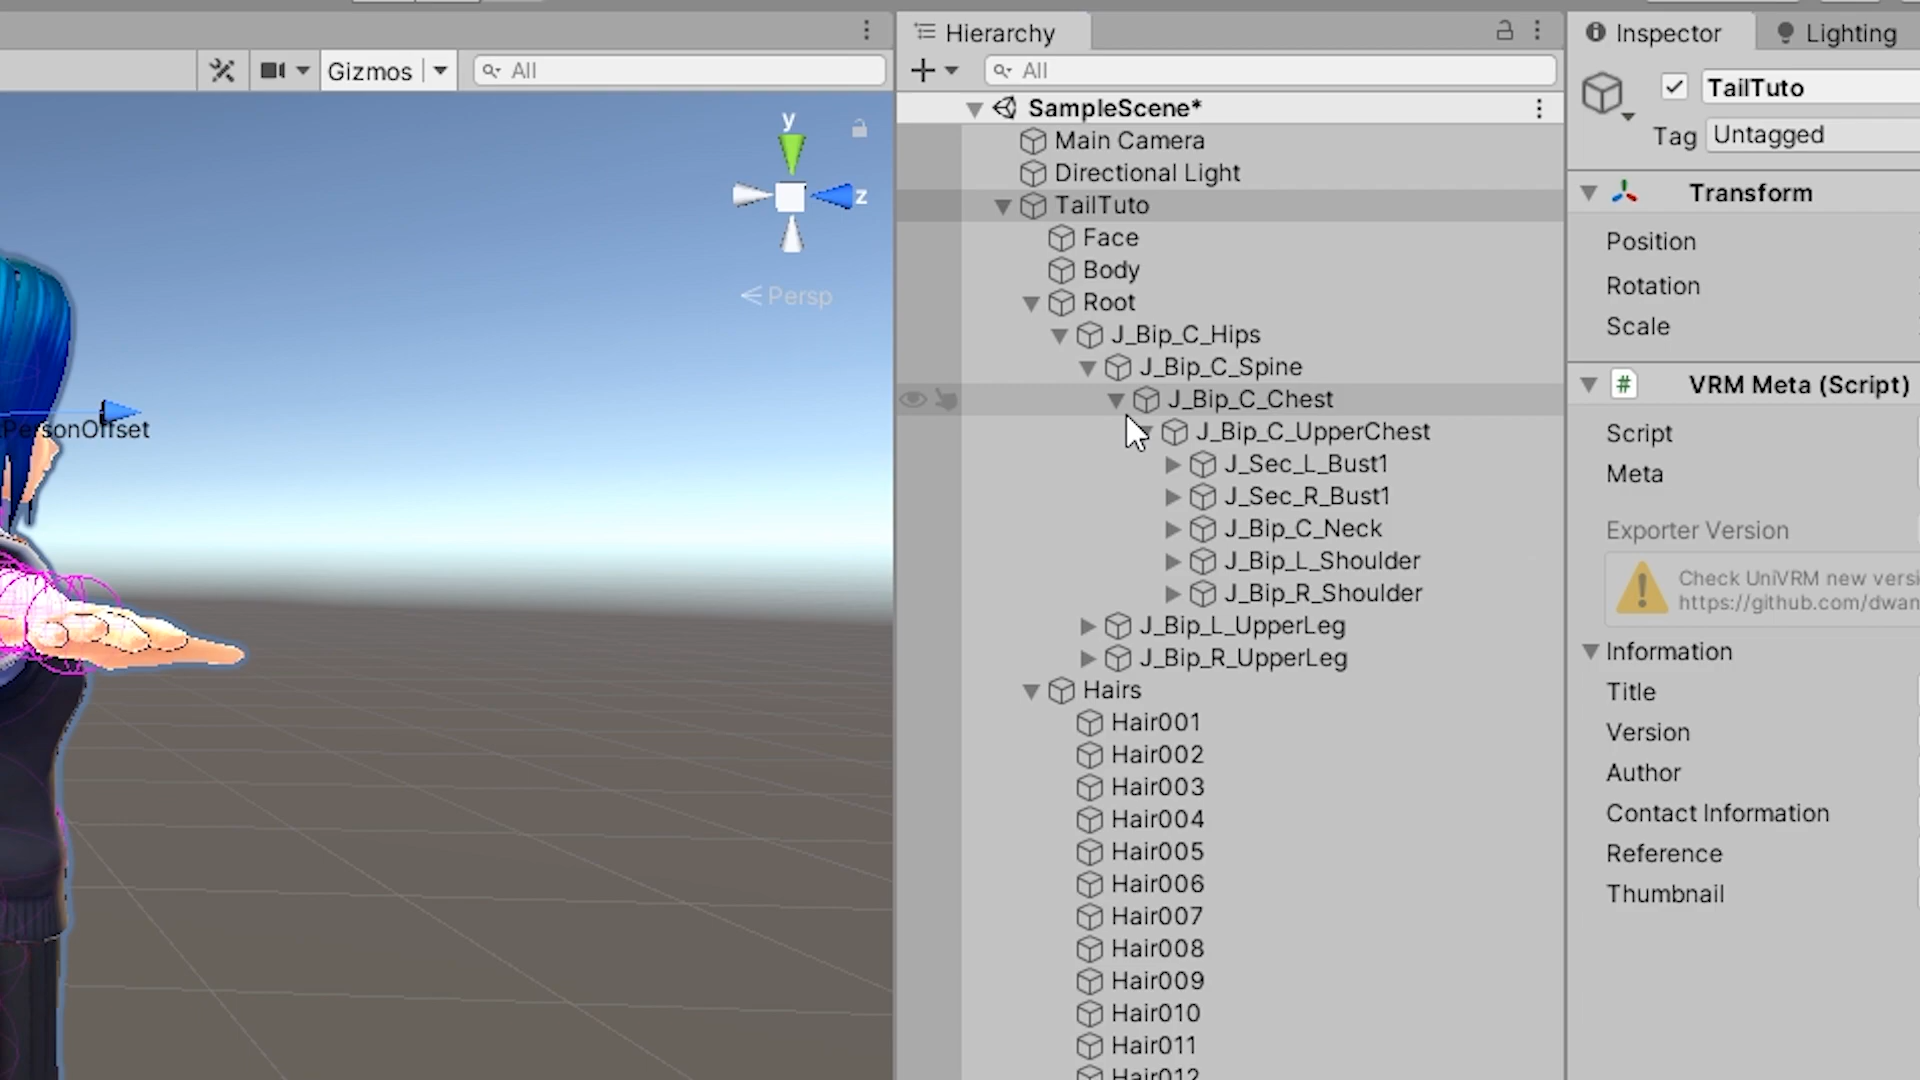 Gizmos
All
y
z
Persp
PersonOffset
Hierarchy
All
SampleScene*
Main Camera
Directional Light
TailTuto
Face
Body
Root
J_Bip_C_Hips
J_Bip_C_Spine
J_Bip_C_Chest
J_Bip_C_UpperChest
J_Sec_L_Bust1
J_Sec_R_Bust1
J_Bip_C_Neck
J_Bip_L_Shoulder
J_Bip_R_Shoulder
J_Bip_L_UpperLeg
J_Bip_R_UpperLeg
Hairs
Hair001
Hair002
Hair003
Hair004
Hair005
Hair006
Hair007
Hair008
Hair009
Hair010
Hair011
Hair012
Inspector
Lighting
TailTuto
Tag Untagged
Transform
Position
Rotation
Scale
# VRM Meta (Script)
Script
Meta
Exporter Version
Check UniVRM new versi
https://github.com/dwan
Information
Title
Version
Author
Contact Information
Reference
Thumbnail